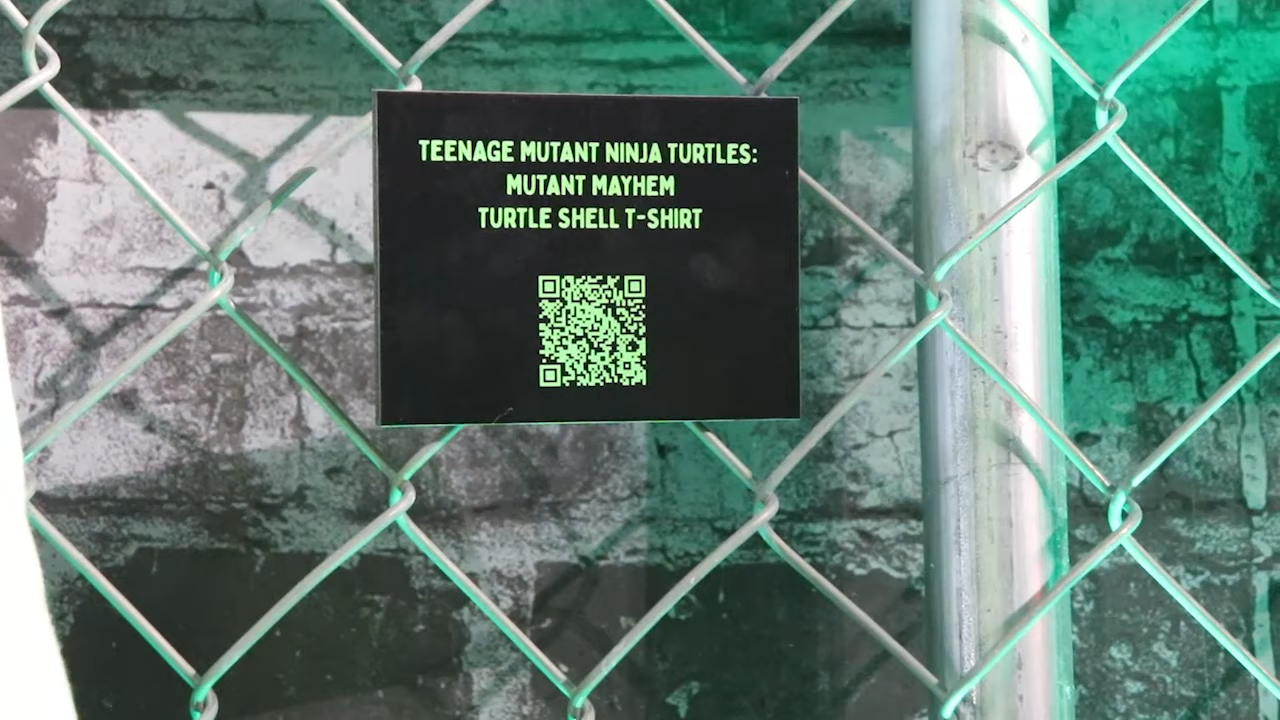 TEENAGE MUTANT NINJA TURTLES:
MUTANT MAYHEM
TURTLE SHELL T-SHIRT